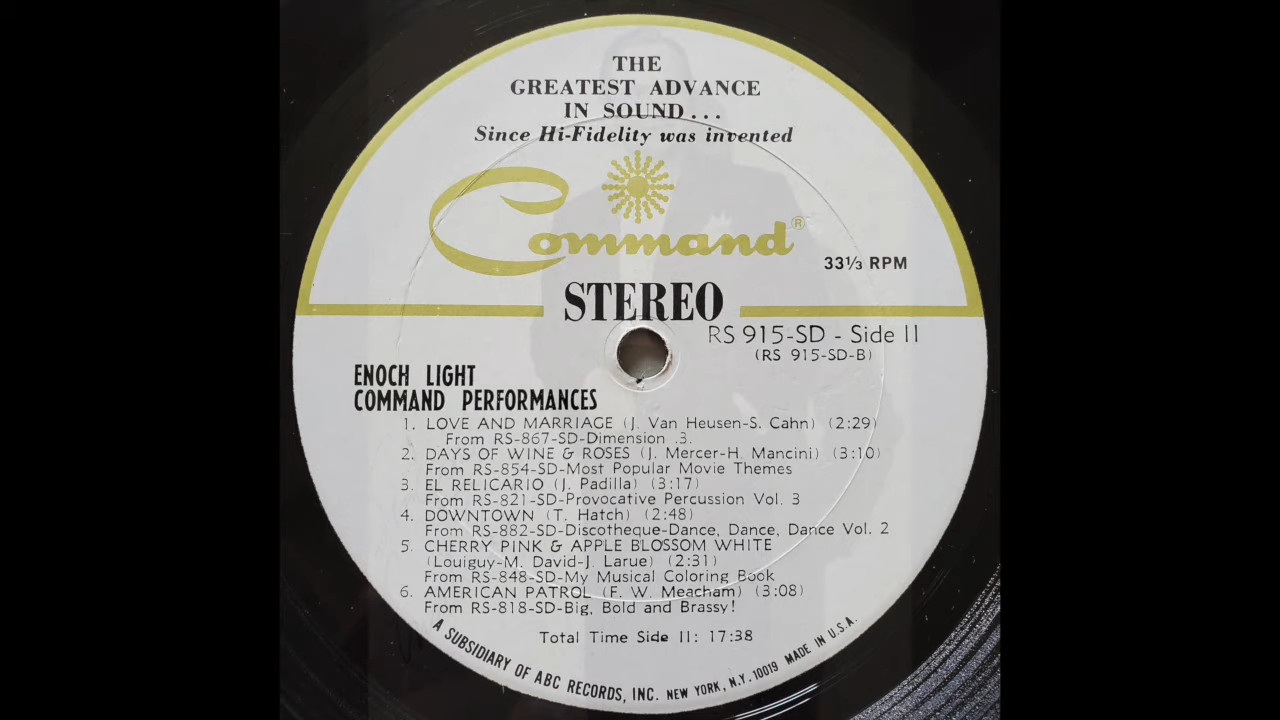 THE
GREATEST ADVANCE
IN SOUND...
Since Hi-Fidelity was invented
Command®
33⅓ RPM
STEREO
RS 915-SD - Side II
(RS 915-SD-B)
ENOCH LIGHT
COMMAND PERFORMANCES
1. LOVE AND MARRIAGE (J. Van Heusen-S. Cahn) (2:29)
From RS-867-SD-Dimension .3.
2. DAYS OF WINE & ROSES (J. Mercer-H. Mancini) (3:10)
From RS-854-SD-Most Popular Movie Themes
3. EL RELICARIO (J. Padilla) (3:17)
From RS-821-SD-Provocative Percussion Vol. 3
4. DOWNTOWN (T. Hatch) (2:48)
From RS-882-SD-Discotheque-Dance, Dance, Dance Vol. 2
5. CHERRY PINK & APPLE BLOSSOM WHITE
(Louiguy-M. David-J. Larue) (2:31)
From RS-848-SD-My Musical Coloring Book
6. AMERICAN PATROL (F. W. Meacham) (3:08)
From RS-818-SD-Big, Bold and Brassy!
Total Time Side II: 17:38
A SUBSIDIARY OF ABC RECORDS, INC. NEW YORK, N.Y. 10019 MADE IN U.S.A.